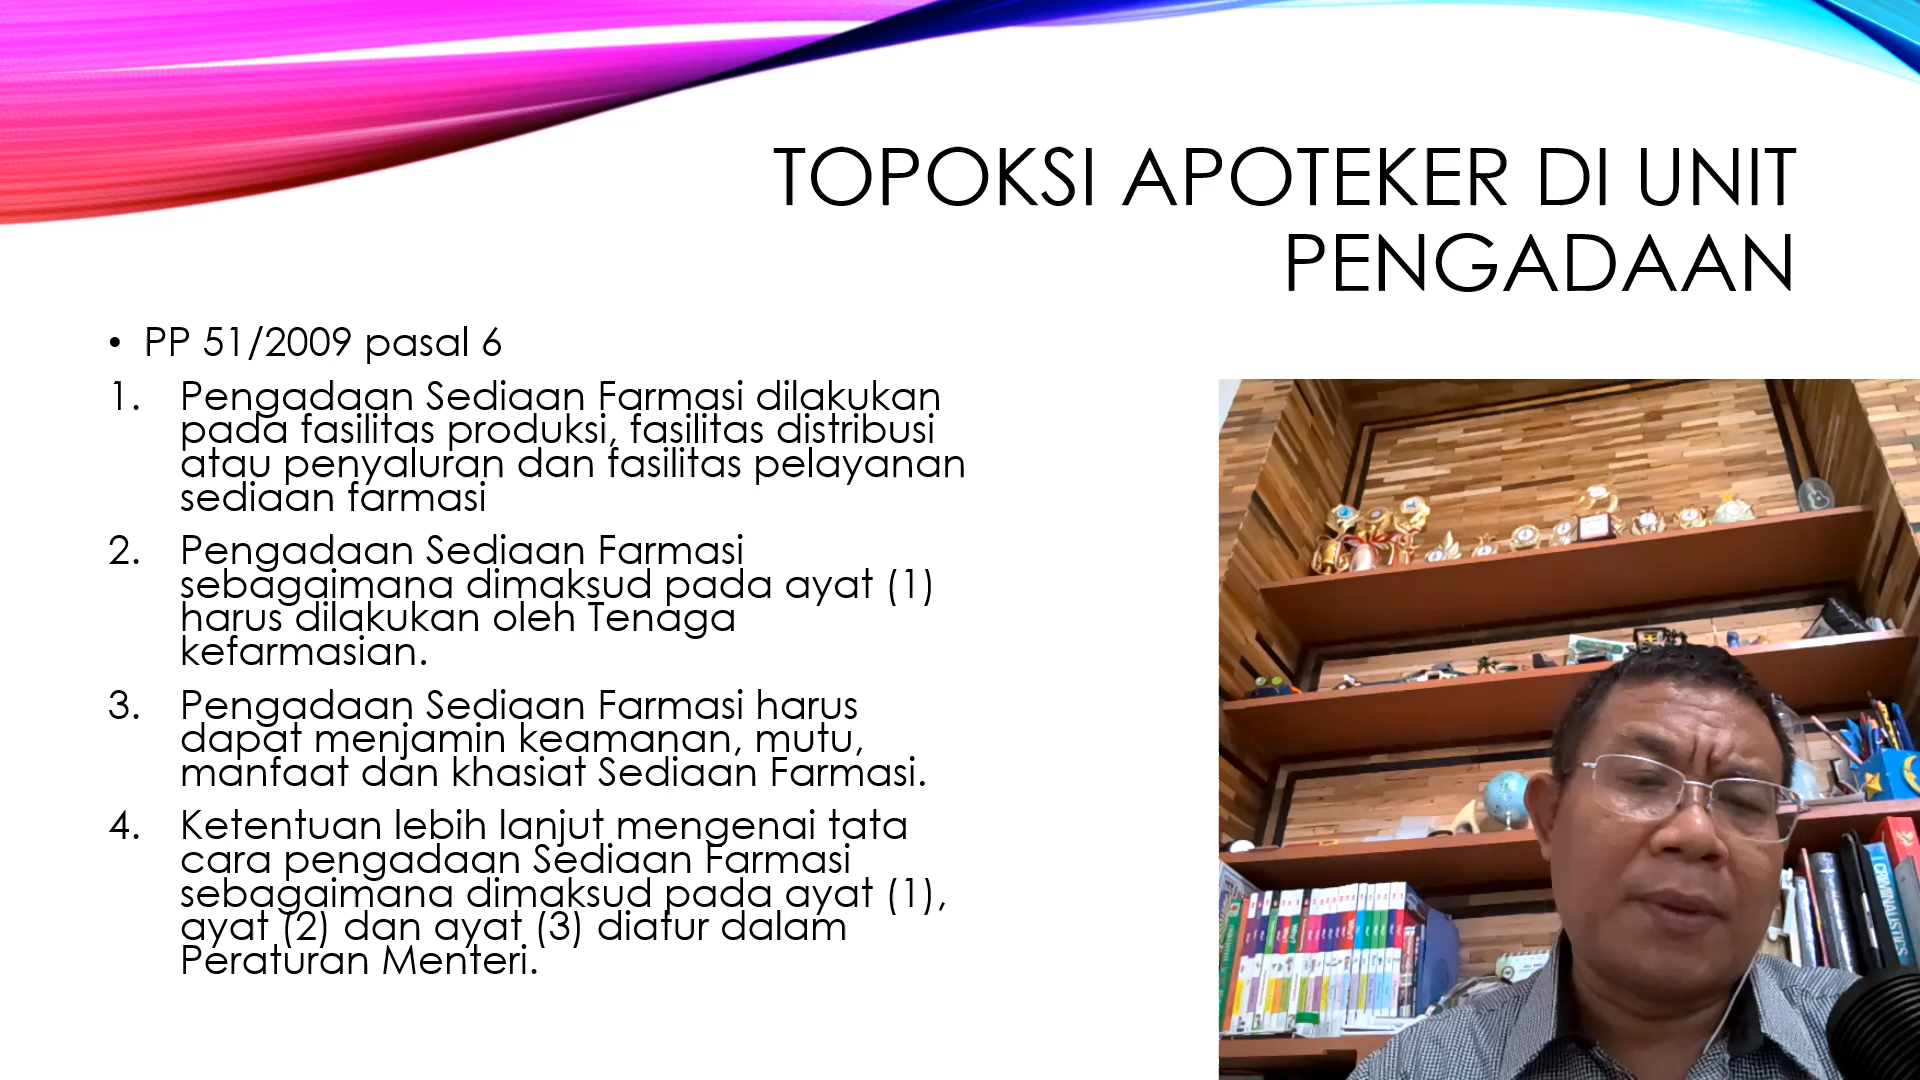 TOPOKSI APOTEKER DI UNIT
PENGADAAN
• PP 51/2009 pasal 6
1. Pengadaan Sediaan Farmasi dilakukan
pada fasilitas produksi, fasilitas distribusi
atau penyaluran dan fasilitas pelayanan
sediaan farmasi
2. Pengadaan Sediaan Farmasi
sebagaimana dimaksud pada ayat (1)
harus dilakukan oleh Tenaga
kefarmasian.
3. Pengadaan Sediaan Farmasi harus
dapat menjamin keamanan, mutu,
manfaat dan khasiat Sediaan Farmasi.
4. Ketentuan lebih lanjut mengenai tata
cara pengadaan Sediaan Farmasi
sebagaimana dimaksud pada ayat (1),
ayat (2) dan ayat (3) diatur dalam
Peraturan Menteri.
CRIMINALISTICS